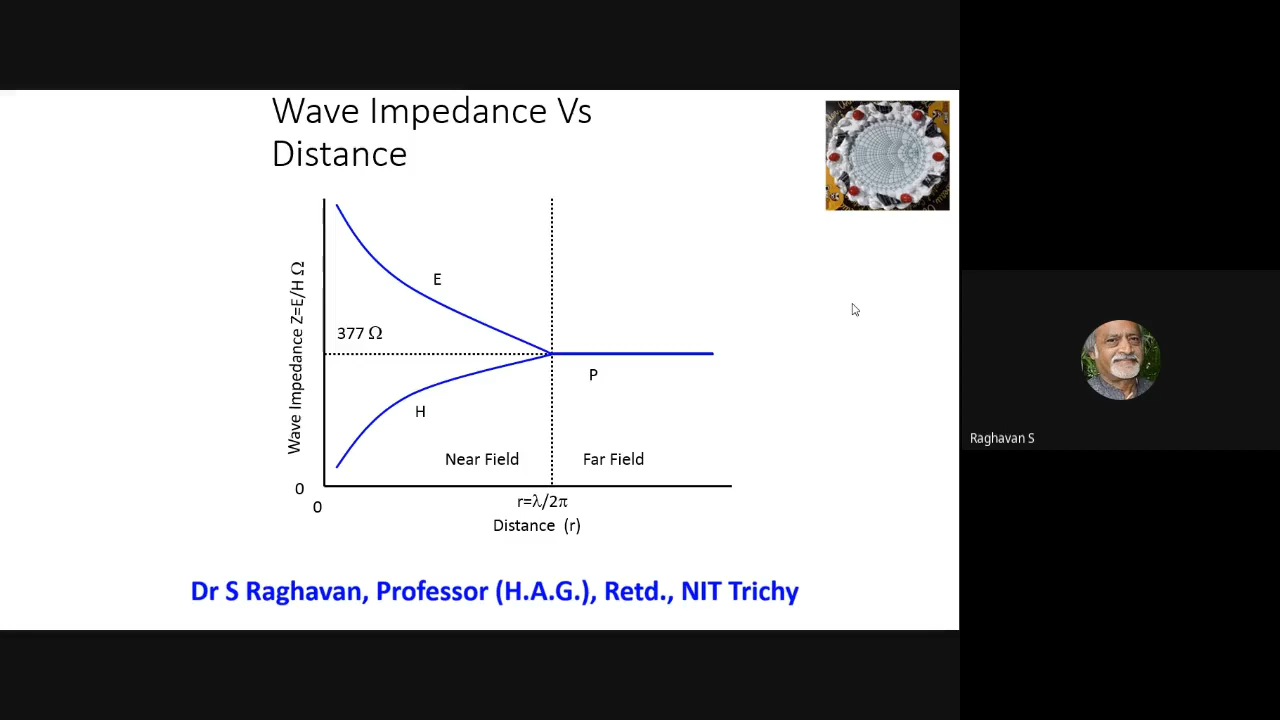 Wave Impedance Vs
Distance
Wave Impedance Z=E/H Ω
E
377 Ω
P
H
Near Field
Far Field
0
0
r=λ/2π
Distance (r)
Dr S Raghavan, Professor (H.A.G.), Retd., NIT Trichy
Raghavan S